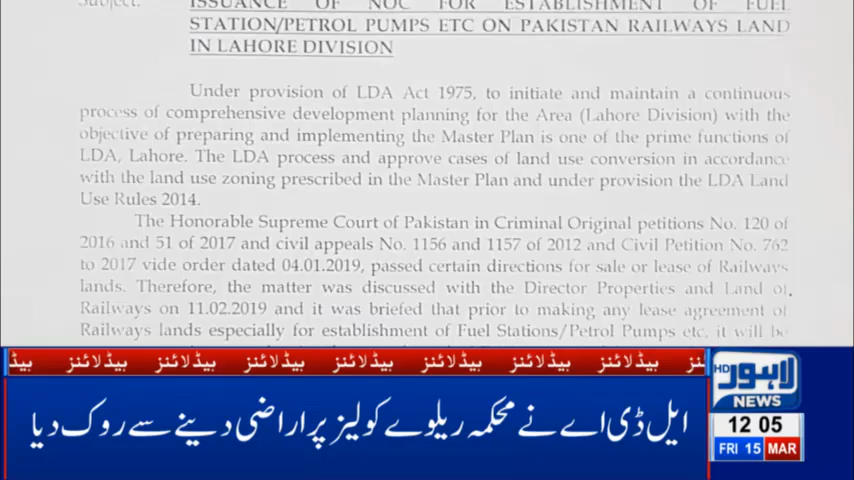 Subject:
ISSUANCE OF NOC FOR ESTABLISHMENT OF FUEL
STATION/PETROL PUMPS ETC ON PAKISTAN RAILWAYS LAND
IN LAHORE DIVISION
Under provision of LDA Act 1975, to initiate and maintain a continuous
process of comprehensive development planning for the Area (Lahore Division) with the
objective of preparing and implementing the Master Plan is one of the prime functions of
LDA, Lahore. The LDA process and approve cases of land use conversion in accordance
with the land use zoning prescribed in the Master Plan and under provision the LDA Land
Use Rules 2014.
The Honorable Supreme Court of Pakistan in Criminal Original petitions No. 120 of
2016 and 51 of 2017 and civil appeals No. 1156 and 1157 of 2012 and Civil Petition No. 762
to 2017 vide order dated 04.01.2019, passed certain directions for sale or lease of Railways
lands. Therefore, the matter was discussed with the Director Properties and Land of
Railways on 11.02.2019 and it was briefed that prior to making any lease agreement of
Railways lands especially for establishment of Fuel Stations/Petrol Pumps etc, it will be
ہیڈلائنز ہیڈلائنز ہیڈلائنز ہیڈلائنز ہیڈلائنز ہیڈلائنز ہیڈلائنز
ایل ڈی اے نے محکمہ ریلوے کو لیز پر اراضی دینے سے روک دیا
لاہور HD
NEWS
12 05
FRI 15 MAR